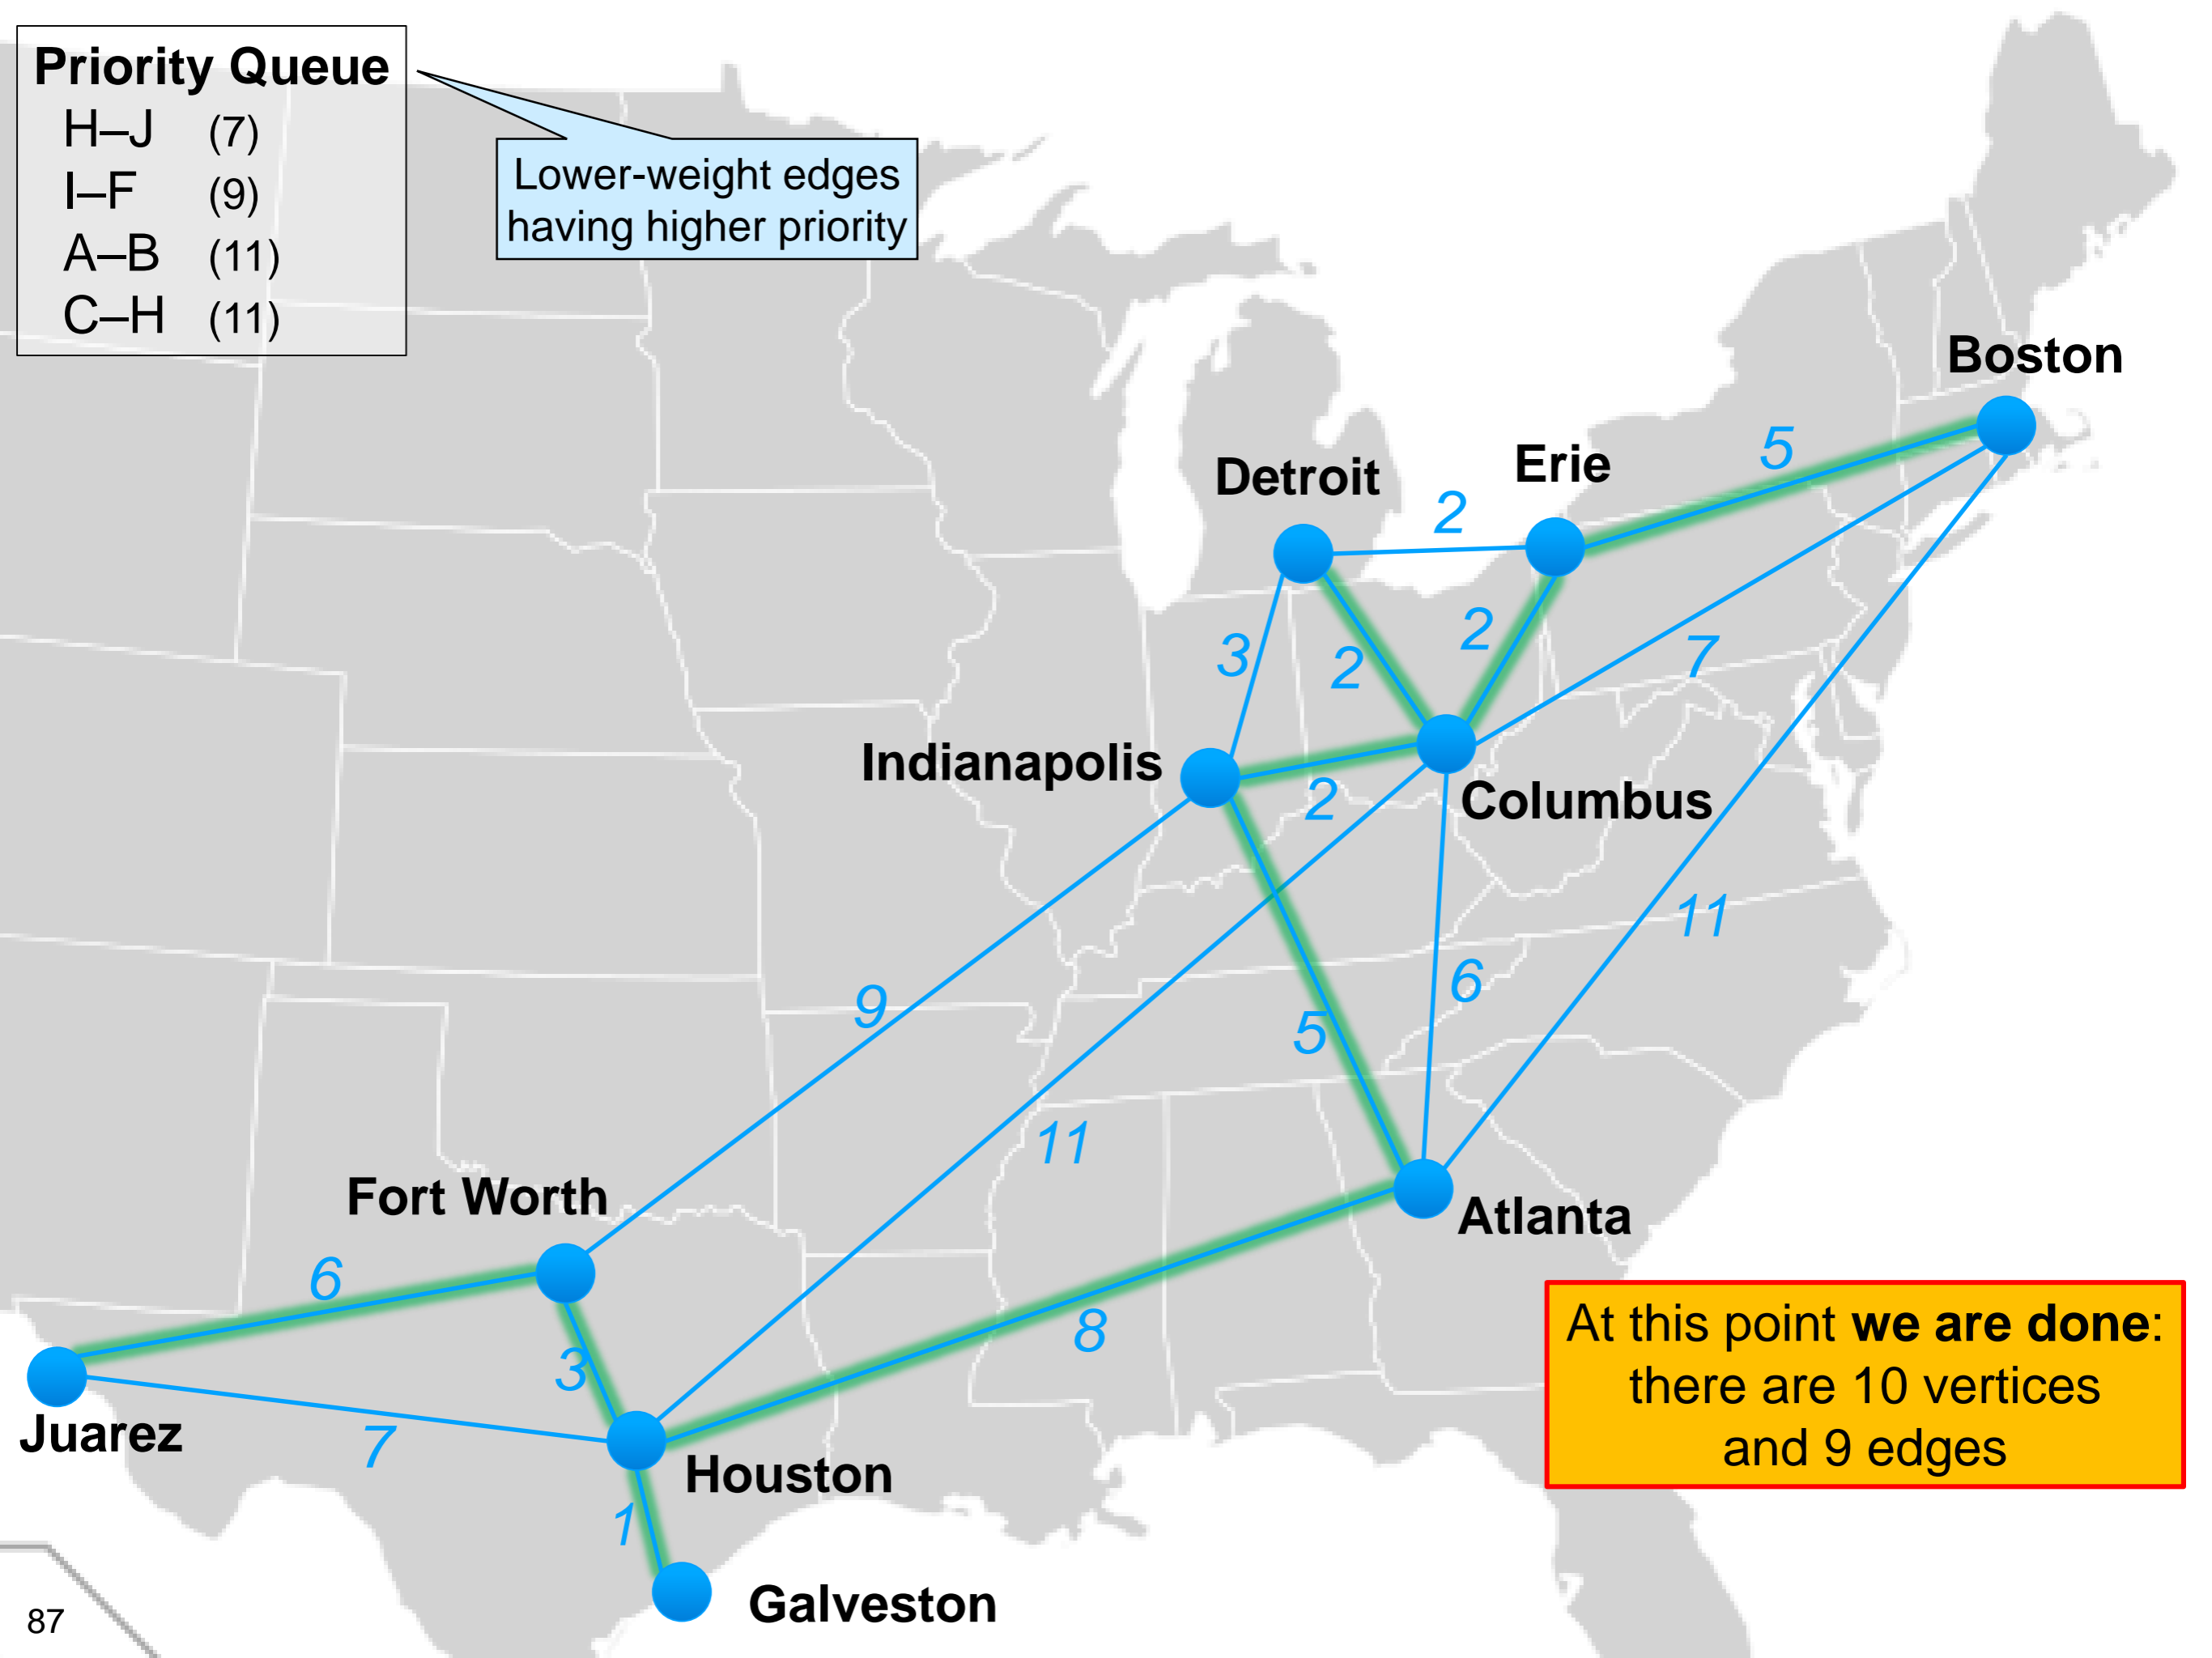 Priority Queue
H–J (7)
I–F (9)
A–B (11)
C–H (11)
Lower-weight edges
having higher priority
Boston
5
Erie
Detroit
2
2
7
3
2
Indianapolis
2
Columbus
11
6
9
5
11
Fort Worth
Atlanta
6
8
3
At this point we are done:
there are 10 vertices
and 9 edges
Juarez
7
Houston
1
Galveston
87